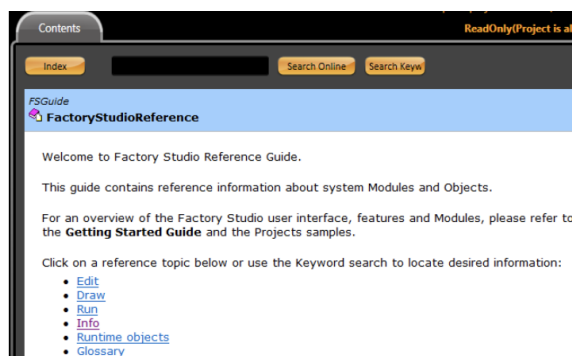 Contents
ReadOnly(Project is al
Index
Search Online
Search Keyw
FSGuide
FactoryStudioReference
Welcome to Factory Studio Reference Guide.
This guide contains reference information about system Modules and Objects.
For an overview of the Factory Studio user interface, features and Modules, please refer to
the Getting Started Guide and the Projects samples.
Click on a reference topic below or use the Keyword search to locate desired information:
Edit
Draw
Run
Info
Runtime objects
Glossary